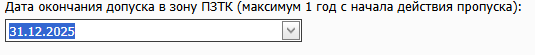 Дата окончания допуска в зону ПЗТК (максимум 1 год с начала действия пропуска):
31.12.2025